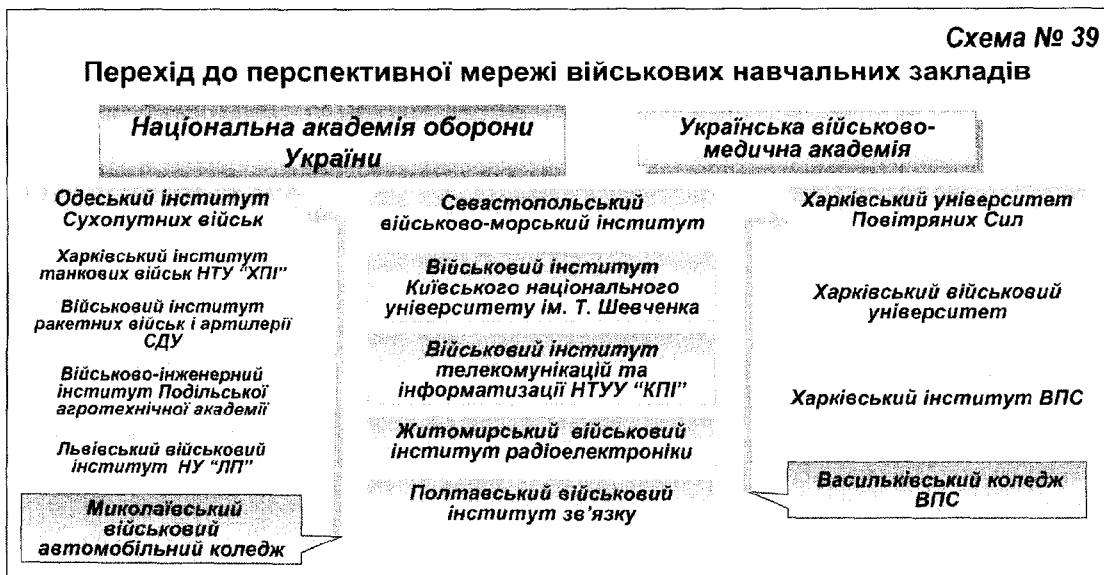 Схема № 39
Перехід до перспективної мережі військових навчальних закладів
Національна академія оборони
України
Українська військово-
медична академія
Одеський інститут
Сухопутних військ
Харківський інститут
танкових військ НТУ "ХПІ"
Військовий інститут
ракетних військ і артилерії
СДУ
Військово-інженерний
інститут Подільської
агротехнічної академії
Львівський військовий
інститут НУ "ЛП"
Миколаївський
військовий
автомобільний коледж
Севастопольський
військово-морський інститут
Військовий інститут
Київського національного
університету ім. Т. Шевченка
Військовий інститут
телекомунікацій та
інформатизації НТУУ "КПІ"
Житомирський військовий
інститут радіоелектроніки
Полтавський військовий
інститут зв'язку
Харківський університет
Повітряних Сил
Харківський військовий
університет
Харківський інститут ВПС
Васильківський коледж
ВПС